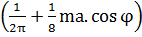 (1/2π + 1/8 ma. cos φ)